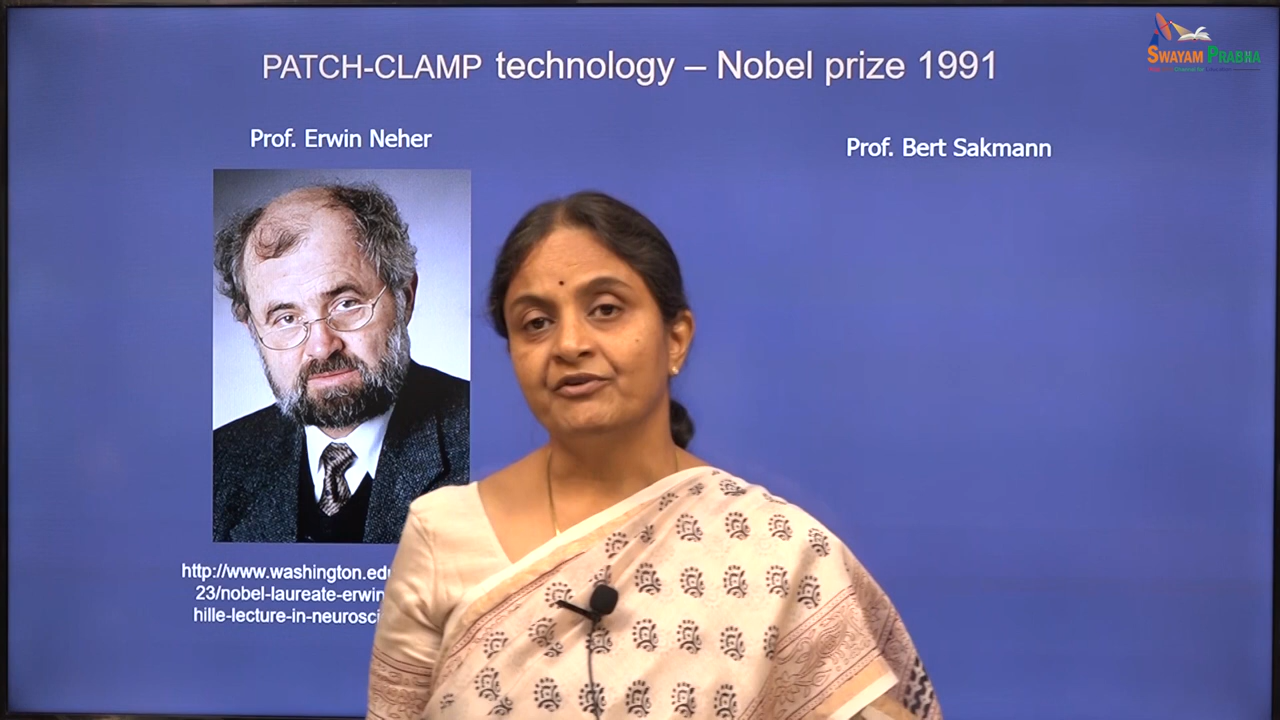 SWAYAM PRABHA
PATCH-CLAMP technology – Nobel prize 1991
Prof. Erwin Neher
Prof. Bert Sakmann
http://www.washington.edu
23/nobel-laureate-erwin
hille-lecture-in-neurosci